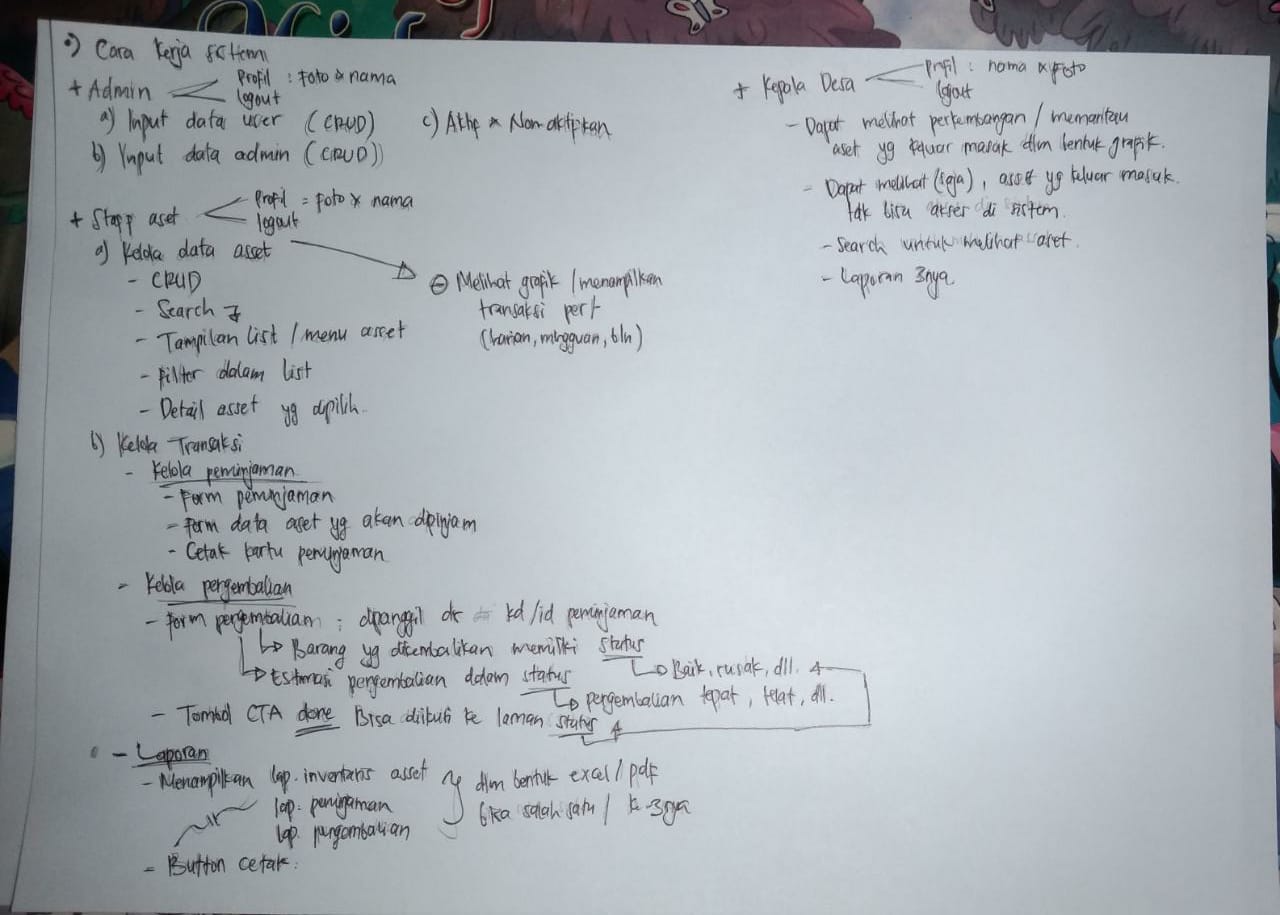 Cara kerja sistem
+ Admin
Profil : Foto & nama
logout
a) Input data user (CRUD)
b) Input data admin (CRUD)
c) Aktif & Non aktifkan
+ Staff aset
Profil = Foto & nama
logout
a) Kelola data asset
- CRUD
- Search
- Tampilan list / menu asset
- Filter dalam list
- Detail asset yg dipilih.
Melihat grafik / menampilkan
transaksi per
(harian, mingguan, bln)
b) Kelola Transaksi
- Kelola peminjaman
- Form peminjaman
- Form data aset yg akan dipinjam
- Cetak kartu peminjaman
- Kelola pengembalian
- Form pengembalian : dipanggil dr kd/id peminjaman
Barang yg dikembalikan memiliki status
Baik, rusak, dll.
Estimasi pengembalian dalam status
pengembalian tepat, telat, dll.
- Tombol CTA done Bisa diikuti ke laman status
- Laporan
- Menampilkan lap. inventaris asset
lap. peminjaman
lap. pengembalian
dlm bentuk excel / pdf
bisa salah satu / ke 3nya
= Button cetak.
+ Kepala Desa
Profil : nama & Foto
logout
- Dapat melihat perkembangan / memantau
aset yg keluar masuk dlm bentuk grafik.
- Dapat melihat (saja), asset yg keluar masuk.
tdk bisa akses di sistem.
- Search untuk melihat aset.
- Laporan 3nya